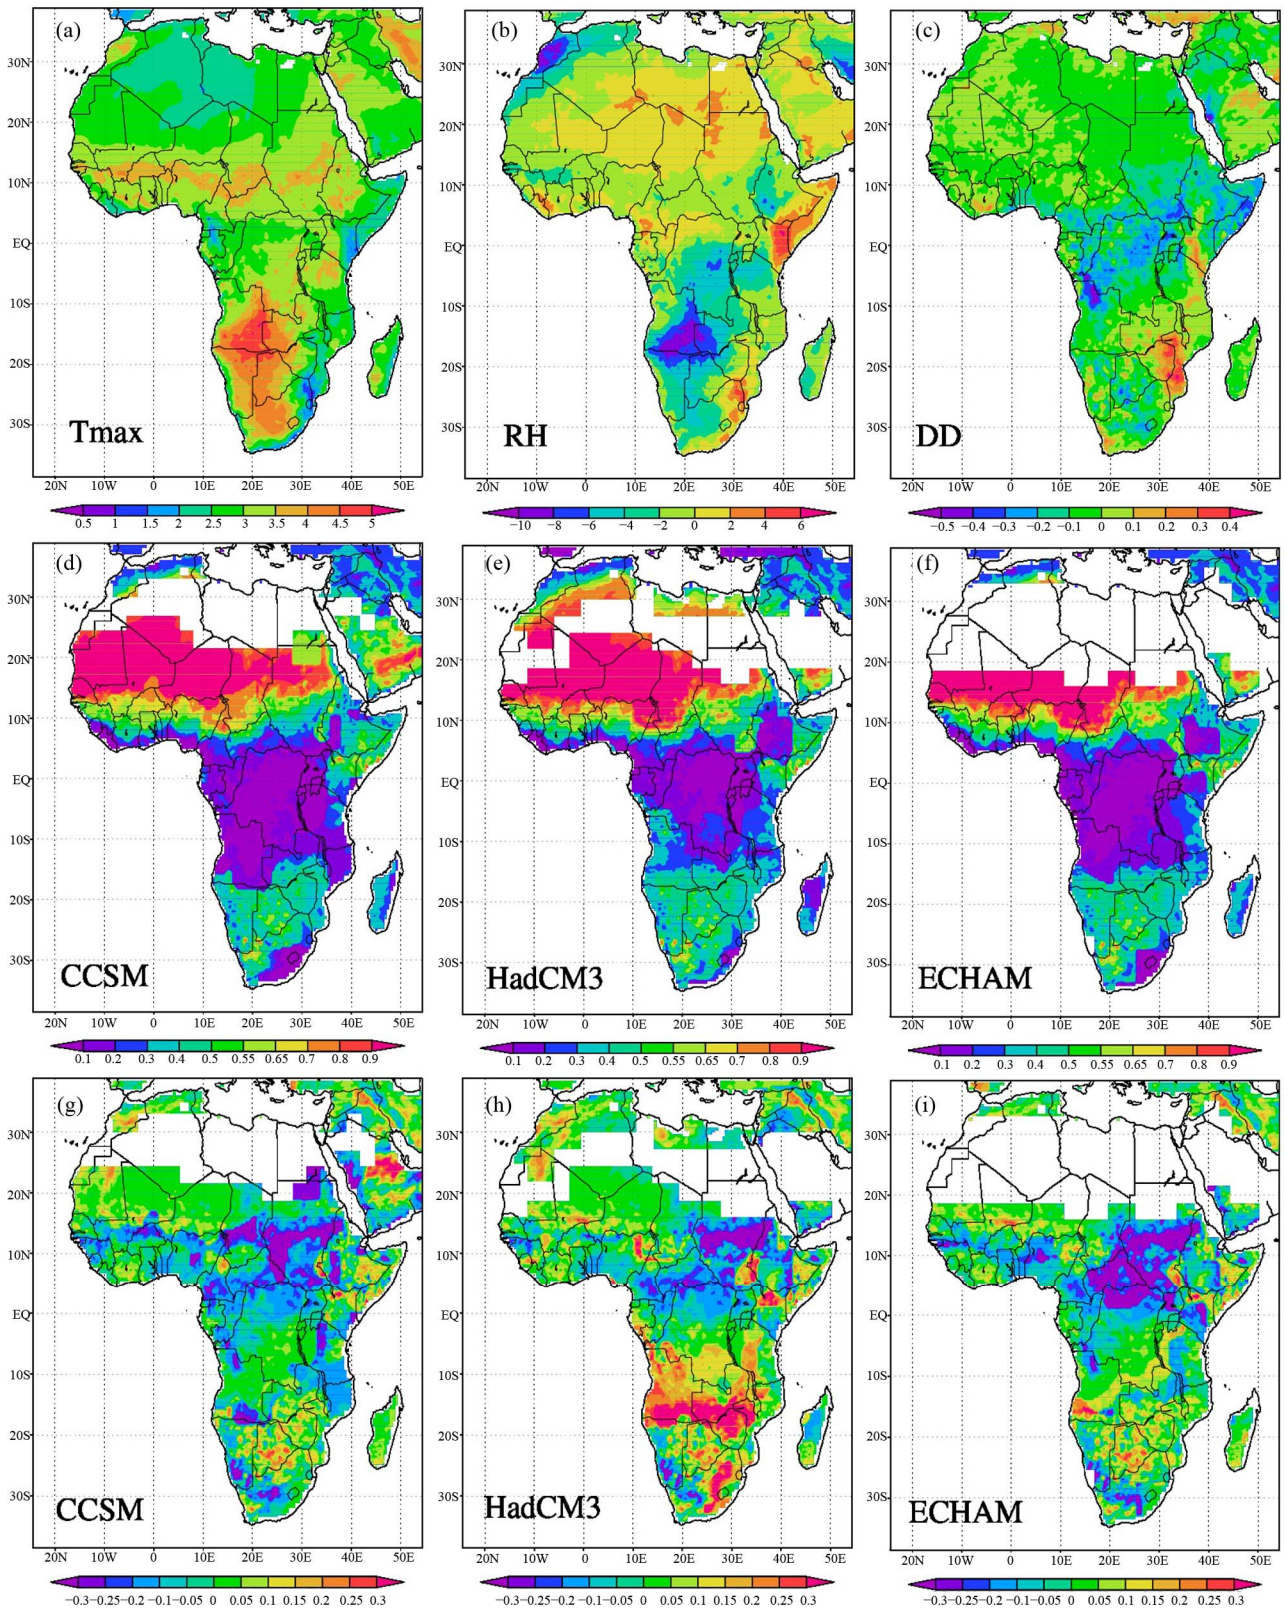 (a)
(b)
(c)
30N
20N
10N
EQ
10S
20S
30S
Tmax
20N 10W 0 10E 20E 30E 40E 50E
0.5 1 1.5 2 2.5 3 3.5 4 4.5 5
30N
20N
10N
EQ
10S
20S
30S
RH
20N 10W 0 10E 20E 30E 40E 50E
−10 −8 −6 −4 −2 0 2 4 6
30N
20N
10N
EQ
10S
20S
30S
DD
20N 10W 0 10E 20E 30E 40E 50E
−0.5 −0.4 −0.3 −0.2 −0.1 0 0.1 0.2 0.3 0.4
(d)
(e)
(f)
30N
20N
10N
EQ
10S
20S
30S
CCSM
20N 10W 0 10E 20E 30E 40E 50E
0.1 0.2 0.3 0.4 0.5 0.55 0.65 0.7 0.8 0.9
30N
20N
10N
EQ
10S
20S
30S
HadCM3
20N 10W 0 10E 20E 30E 40E 50E
0.1 0.2 0.3 0.4 0.5 0.55 0.65 0.7 0.8 0.9
30N
20N
10N
EQ
10S
20S
30S
ECHAM
20N 10W 0 10E 20E 30E 40E 50E
0.1 0.2 0.3 0.4 0.5 0.55 0.65 0.7 0.8 0.9
(g)
(h)
(i)
30N
20N
10N
EQ
10S
20S
30S
CCSM
20N 10W 0 10E 20E 30E 40E 50E
−0.3−0.25−0.2 −0.1−0.05 0 0.05 0.1 0.15 0.2 0.25 0.3
30N
20N
10N
EQ
10S
20S
30S
HadCM3
20N 10W 0 10E 20E 30E 40E 50E
−0.3−0.25−0.2 −0.1−0.05 0 0.05 0.1 0.15 0.2 0.25 0.3
30N
20N
10N
EQ
10S
20S
30S
ECHAM
20N 10W 0 10E 20E 30E 40E 50E
−0.3−0.25−0.2 −0.1−0.05 0 0.05 0.1 0.15 0.2 0.25 0.3